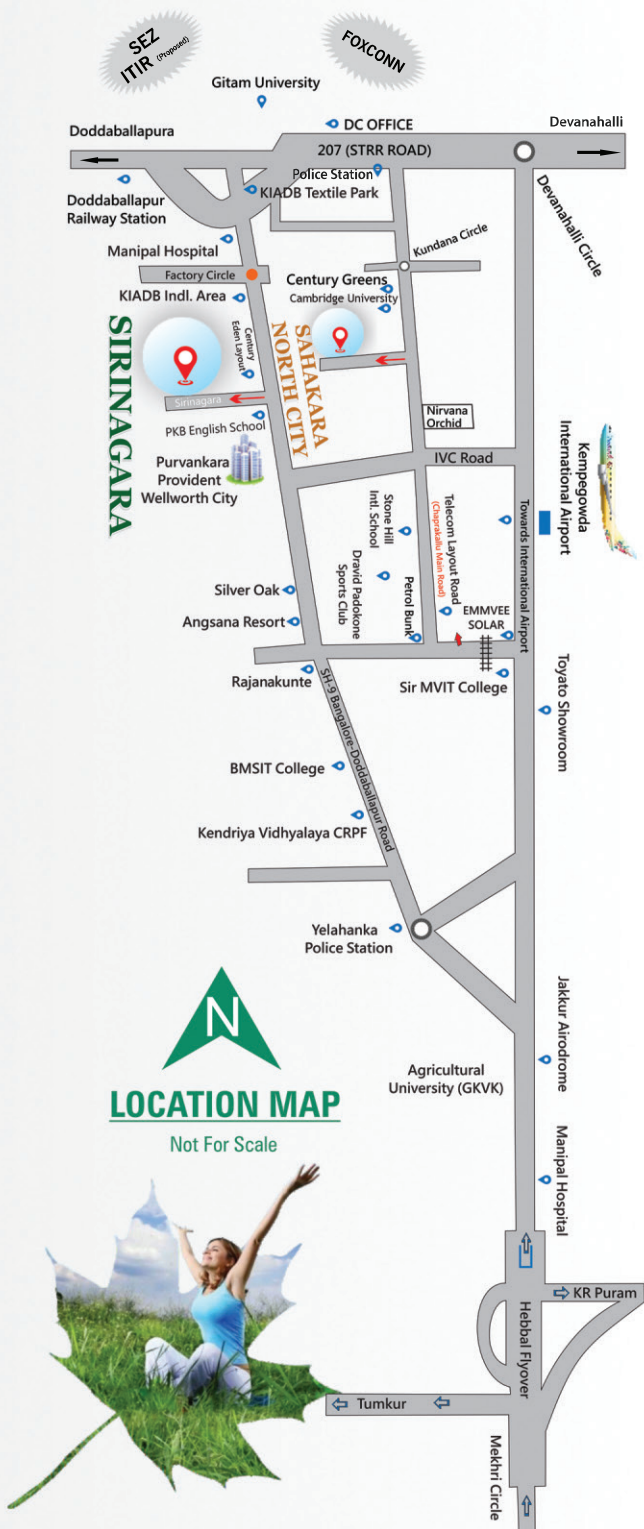 SEZ
ITIR (Proposed)
FOXCONN
Gitam University
DC OFFICE
Doddaballapura
Devanahalli
207 (STRR ROAD)
Police Station
KIADB Textile Park
Doddaballapur
Railway Station
Devanahalli Circle
Manipal Hospital
Kundana Circle
Factory Circle
Century Greens
KIADB Indl. Area
Cambridge University
SIRINAGARA
Century
Eden Layout
SAHAKARA
NORTH CITY
Sirinagara
PKB English School
Nirvana
Orchid
Purvankara
Provident
Wellworth City
IVC Road
Kempegowda
International Airport
Stone Hill
Intl. School
Telecom Layout Road
(Chaprakallu Main Road)
Towards International Airport
Dravid Padokone
Sports Club
Petrol Bunk
Silver Oak
EMMVEE
SOLAR
Angsana Resort
Rajanakunte
Sir MVIT College
Toyato Showroom
SH-9 Bangalore-Doddaballapur Road
BMSIT College
Kendriya Vidhyalaya CRPF
Yelahanka
Police Station
N
LOCATION MAP
Not For Scale
Jakkur Airodrome
Agricultural
University (GKVK)
Manipal Hospital
KR Puram
Hebbal Flyover
Tumkur
Mekhri Circle